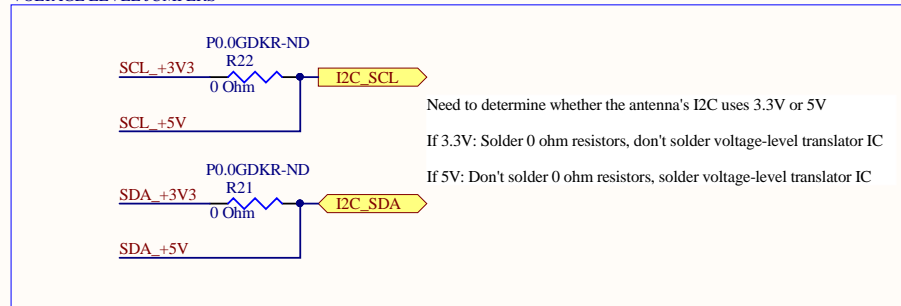 VOLTAGE LEVEL JUMPERS
P0.0GDKR-ND
R22
SCL_+3V3
0 Ohm
I2C_SCL
SCL_+5V
Need to determine whether the antenna's I2C uses 3.3V or 5V
If 3.3V: Solder 0 ohm resistors, don't solder voltage-level translator IC
If 5V: Don't solder 0 ohm resistors, solder voltage-level translator IC
P0.0GDKR-ND
R21
SDA_+3V3
0 Ohm
I2C_SDA
SDA_+5V